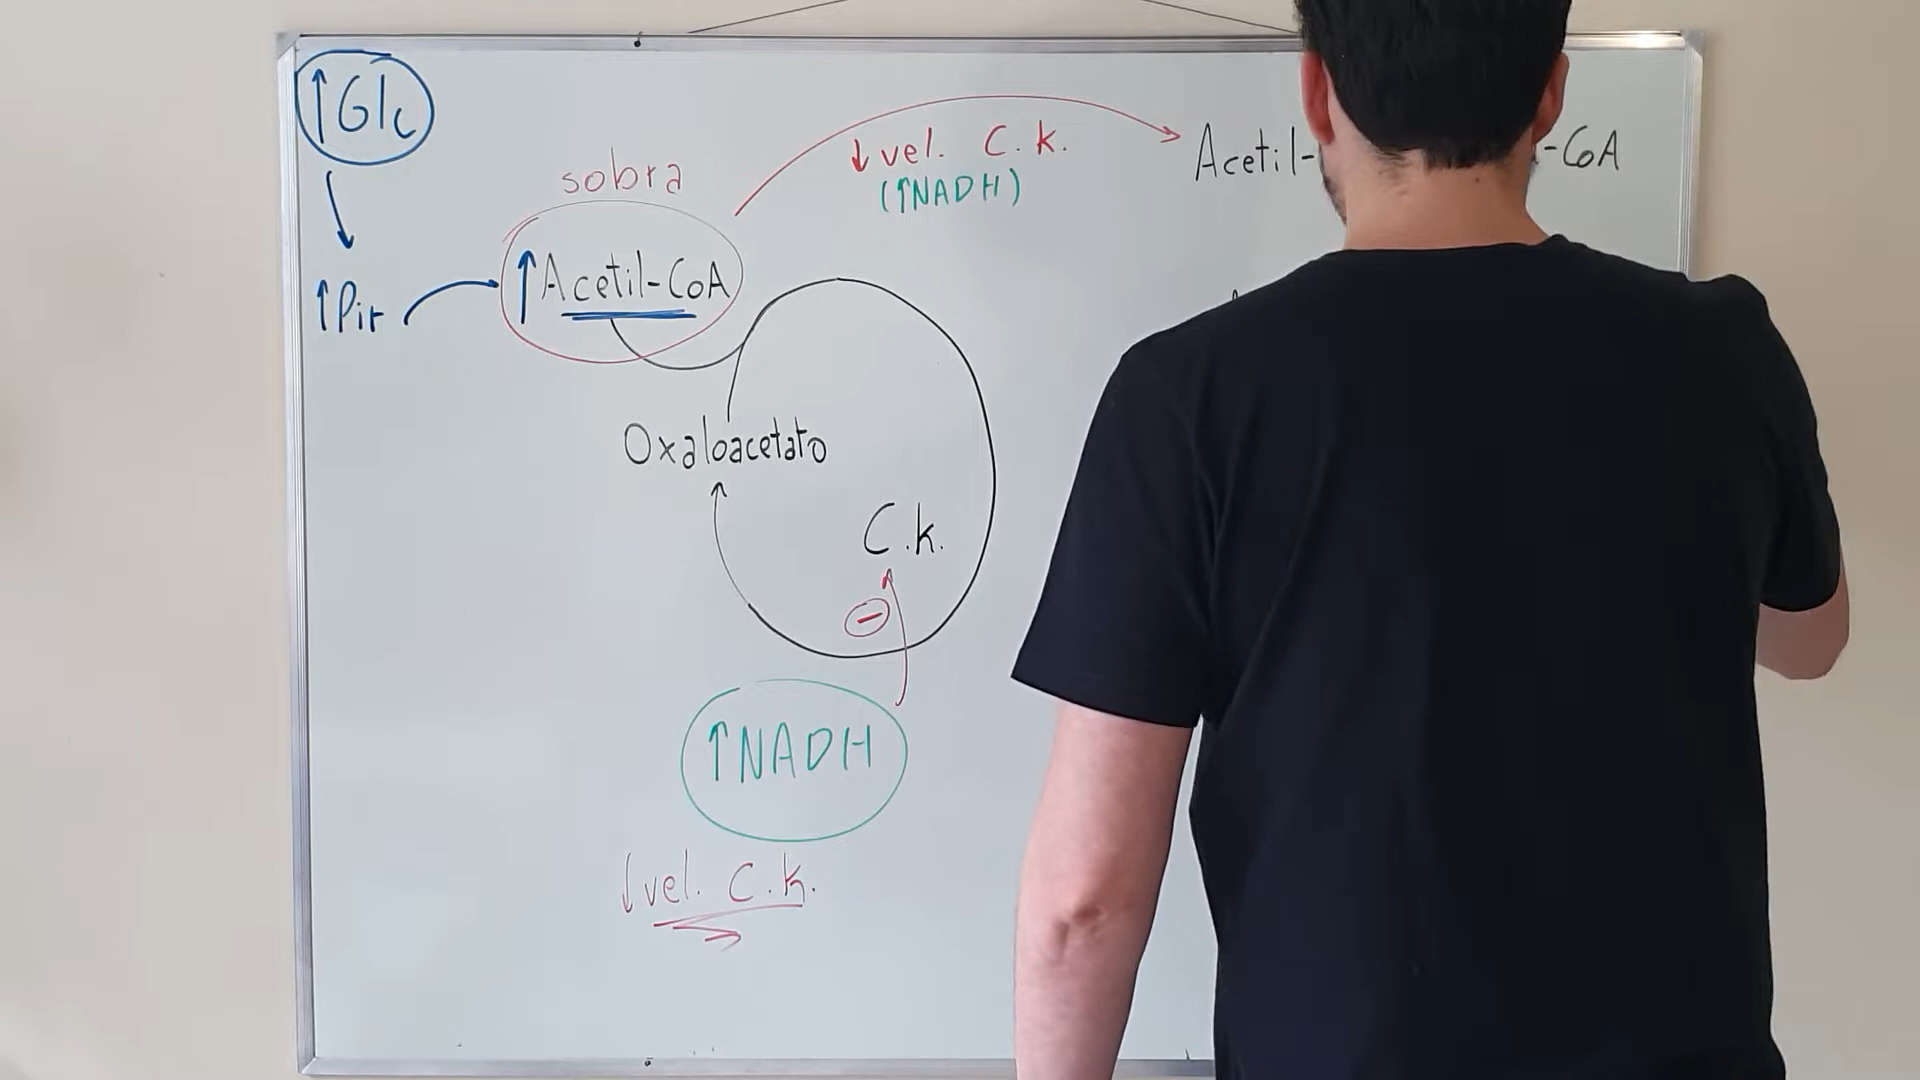 ↑Glc
↑Pir
sobra
↑Acetil-CoA
↓vel. C.k.
(↑NADH)
Acetil-
-CoA
Oxaloacetato
C.k.
−
↑NADH
↓vel. C.k.